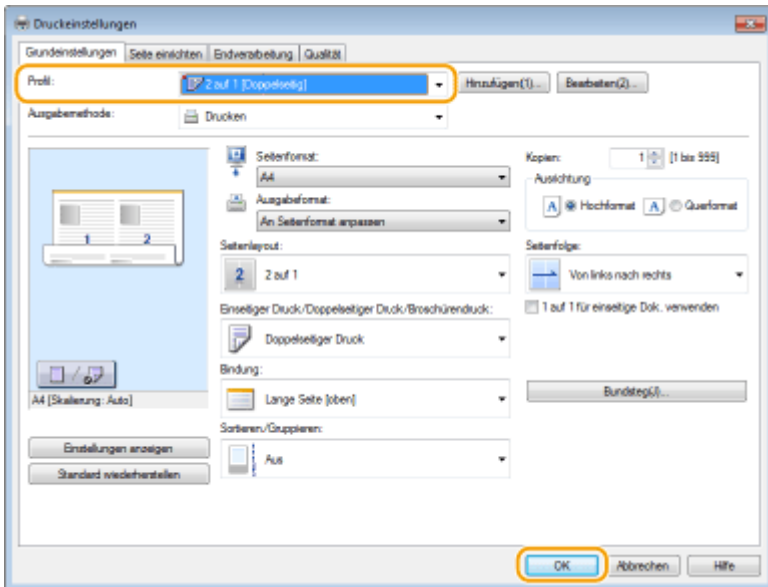 Druckeinstellungen
Grundeinstellungen Seite einrichten Endverarbeitung Qualität
Profil: 2 auf 1 [Doppelseitig] Hinzufügen(1)... Bearbeiten(2)...
Ausgabemethode: Drucken
Seitenformat: Kopien: 1 [1 bis 999]
A4 Ausrichtung
Ausgabeformat: A Hochformat A Querformat
An Seitenformat anpassen
1 2
Seitenlayout: Seitenfolge:
2 2 auf 1 Von links nach rechts
Einseitiger Druck/Doppelseitiger Druck/Broschürendruck: 1 auf 1 für einseitige Dok. verwenden
Doppelseitiger Druck
Bindung:
A4 [Skalierung: Auto] Lange Seite [oben] Bundsteg(J)...
Sortieren/Gruppieren:
Einstellungen anzeigen Aus
Standard wiederherstellen
OK Abbrechen Hilfe